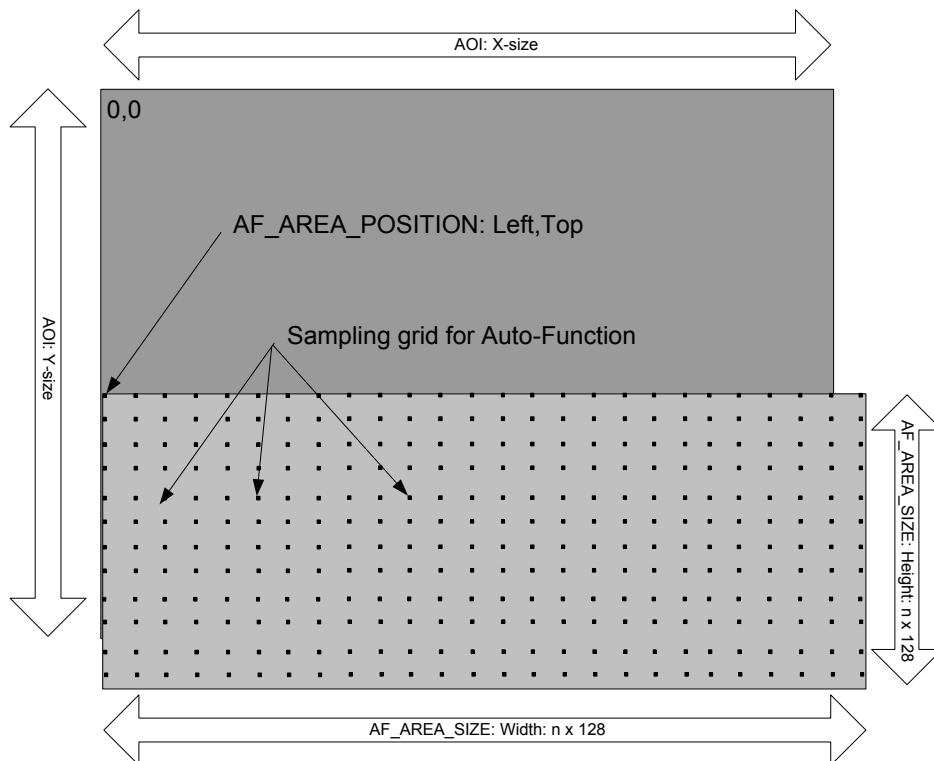 AOI: X-size
0,0
AF_AREA_POSITION: Left,Top
Sampling grid for Auto-Function
AOI: Y-size
AF_AREA_SIZE: Height: n x 128
AF_AREA_SIZE: Width: n x 128